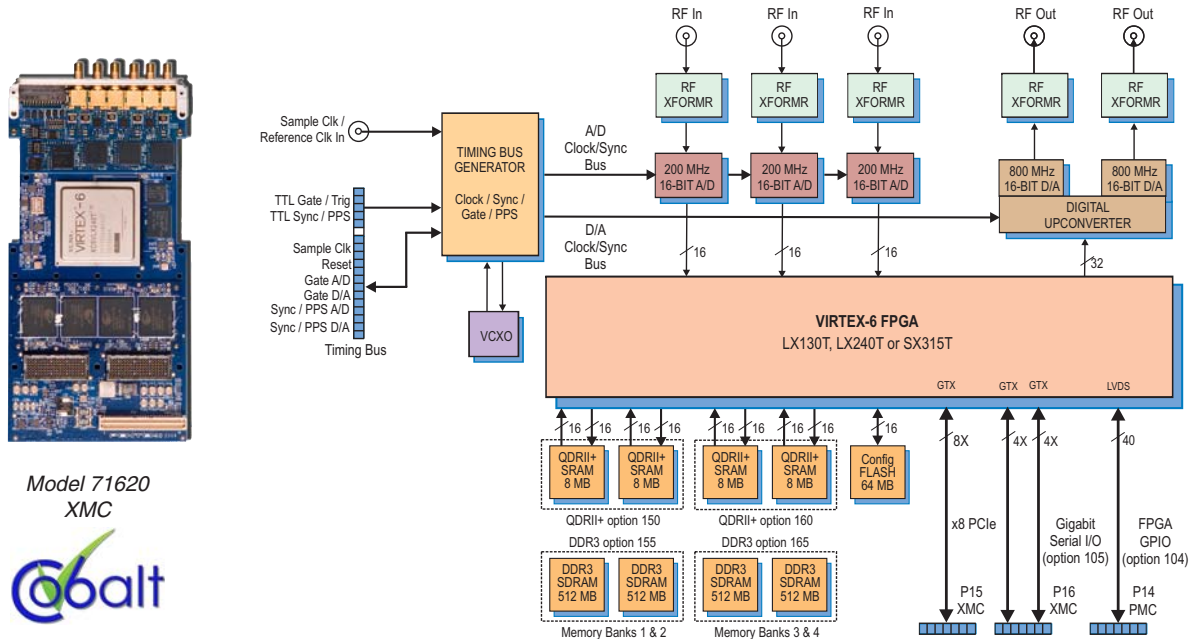 RF In
RF In
RF In
RF Out
RF Out
RF
XFORMR
RF
XFORMR
RF
XFORMR
RF
XFORMR
RF
XFORMR
Sample Clk /
Reference Clk In
TIMING BUS
GENERATOR
Clock / Sync /
Gate / PPS
A/D
Clock/Sync
Bus
200 MHz
16-BIT A/D
200 MHz
16-BIT A/D
200 MHz
16-BIT A/D
800 MHz
16-BIT D/A
800 MHz
16-BIT D/A
DIGITAL
UPCONVERTER
TTL Gate / Trig
TTL Sync / PPS
Sample Clk
Reset
Gate A/D
Gate D/A
Sync / PPS A/D
Sync / PPS D/A
Timing Bus
D/A
Clock/Sync
Bus
16
16
16
32
VCXO
VIRTEX-6 FPGA
LX130T, LX240T or SX315T
GTX
GTX
GTX
LVDS
16
16
16
16
16
16
16
16
16
8X
4X
4X
40
QDRII+
SRAM
8 MB
QDRII+
SRAM
8 MB
QDRII+
SRAM
8 MB
QDRII+
SRAM
8 MB
Config
FLASH
64 MB
QDRII+ option 150
QDRII+ option 160
DDR3 option 155
DDR3 option 165
DDR3
SDRAM
512 MB
DDR3
SDRAM
512 MB
DDR3
SDRAM
512 MB
DDR3
SDRAM
512 MB
Memory Banks 1 & 2
Memory Banks 3 & 4
x8 PCIe
Gigabit
Serial I/O
(option 105)
FPGA
GPIO
(option 104)
P15
XMC
P16
XMC
P14
PMC
VIRTEX-6
Model 71620
XMC
Cobalt